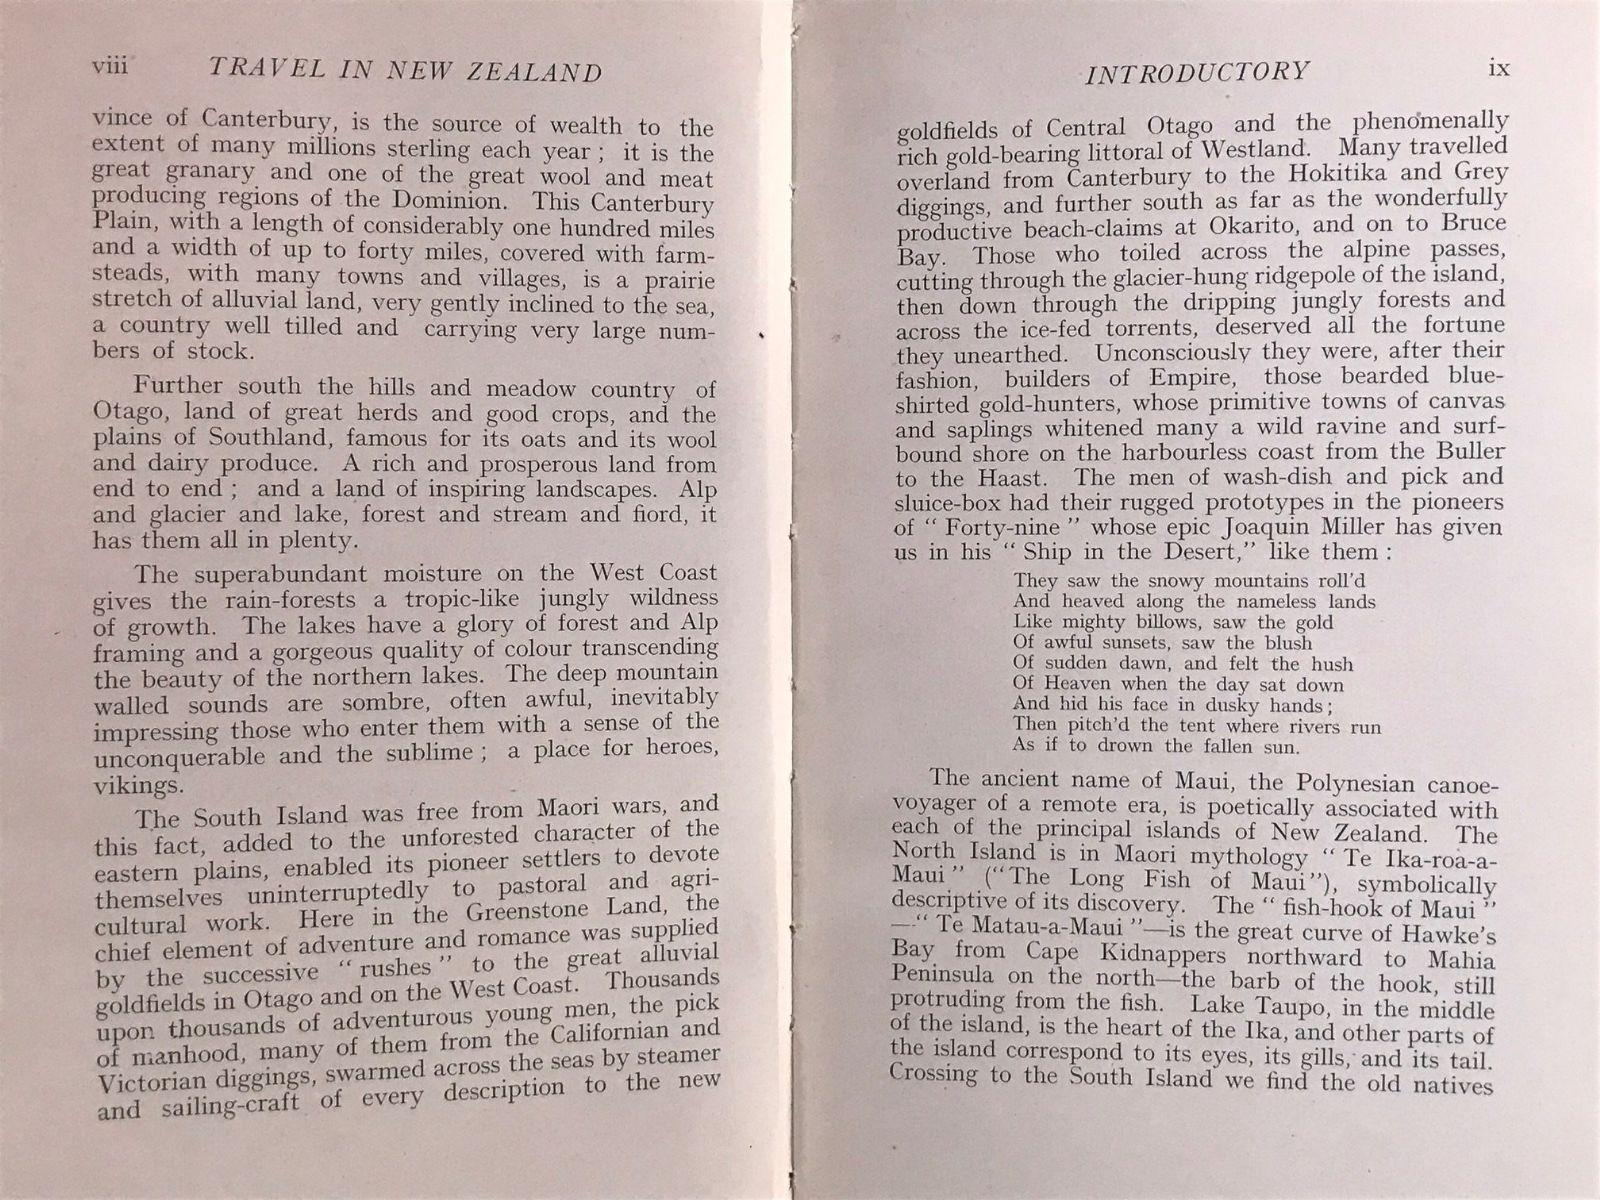 viii TRAVEL IN NEW ZEALAND
vince of Canterbury, is the source of wealth to the
extent of many millions sterling each year ; it is the
great granary and one of the great wool and meat
producing regions of the Dominion. This Canterbury
Plain, with a length of considerably one hundred miles
and a width of up to forty miles, covered with farm-
steads, with many towns and villages, is a prairie
stretch of alluvial land, very gently inclined to the sea,
a country well tilled and carrying very large num-
bers of stock.
Further south the hills and meadow country of
Otago, land of great herds and good crops, and the
plains of Southland, famous for its oats and its wool
and dairy produce. A rich and prosperous land from
end to end ; and a land of inspiring landscapes. Alp
and glacier and lake, forest and stream and fiord, it
has them all in plenty.
The superabundant moisture on the West Coast
gives the rain-forests a tropic-like jungly wildness
of growth. The lakes have a glory of forest and Alp
framing and a gorgeous quality of colour transcending
the beauty of the northern lakes. The deep mountain
walled sounds are sombre, often awful, inevitably
impressing those who enter them with a sense of the
unconquerable and the sublime ; a place for heroes,
vikings.
The South Island was free from Maori wars, and
this fact, added to the unforested character of the
eastern plains, enabled its pioneer settlers to devote
themselves uninterruptedly to pastoral and agri-
cultural work. Here in the Greenstone Land, the
chief element of adventure and romance was supplied
by the successive “ rushes ” to the great alluvial
goldfields in Otago and on the West Coast. Thousands
upon thousands of adventurous young men, the pick
of manhood, many of them from the Californian and
Victorian diggings, swarmed across the seas by steamer
and sailing-craft of every description to the new
INTRODUCTORY ix
goldfields of Central Otago and the phenomenally
rich gold-bearing littoral of Westland. Many travelled
overland from Canterbury to the Hokitika and Grey
diggings, and further south as far as the wonderfully
productive beach-claims at Okarito, and on to Bruce
Bay. Those who toiled across the alpine passes,
cutting through the glacier-hung ridgepole of the island,
then down through the dripping jungly forests and
across the ice-fed torrents, deserved all the fortune
they unearthed. Unconsciously they were, after their
fashion, builders of Empire, those bearded blue-
shirted gold-hunters, whose primitive towns of canvas
and saplings whitened many a wild ravine and surf-
bound shore on the harbourless coast from the Buller
to the Haast. The men of wash-dish and pick and
sluice-box had their rugged prototypes in the pioneers
of “ Forty-nine ” whose epic Joaquin Miller has given
us in his “ Ship in the Desert,” like them :
They saw the snowy mountains roll’d
And heaved along the nameless lands
Like mighty billows, saw the gold
Of awful sunsets, saw the blush
Of sudden dawn, and felt the hush
Of Heaven when the day sat down
And hid his face in dusky hands ;
Then pitch’d the tent where rivers run
As if to drown the fallen sun.
The ancient name of Maui, the Polynesian canoe-
voyager of a remote era, is poetically associated with
each of the principal islands of New Zealand. The
North Island is in Maori mythology “ Te Ika-roa-a-
Maui ” (“ The Long Fish of Maui ”), symbolically
descriptive of its discovery. The “ fish-hook of Maui ”
—“ Te Matau-a-Maui ”—is the great curve of Hawke’s
Bay from Cape Kidnappers northward to Mahia
Peninsula on the north—the barb of the hook, still
protruding from the fish. Lake Taupo, in the middle
of the island, is the heart of the Ika, and other parts of
the island correspond to its eyes, its gills, and its tail.
Crossing to the South Island we find the old natives